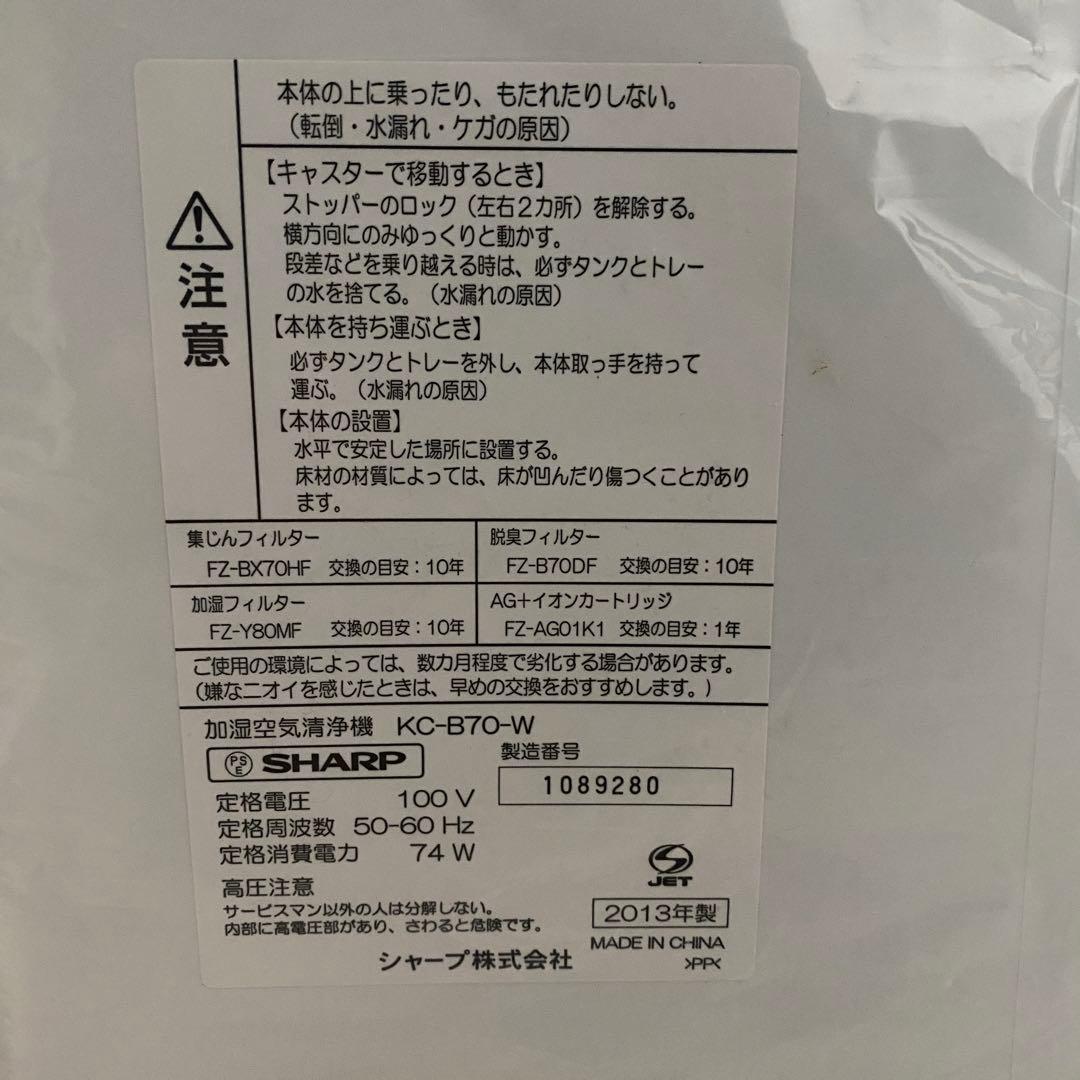 本体の上に乗ったり、もたれたりしない。
(転倒・水漏れ・ケガの原因)
注意
【キャスターで移動するとき】
ストッパーのロック(左右2カ所)を解除する。
横方向にのみゆっくりと動かす。
段差などを乗り越える時は、必ずタンクとトレー
の水を捨てる。(水漏れの原因)
【本体を持ち運ぶとき】
必ずタンクとトレーを外し、本体取っ手を持って
運ぶ。(水漏れの原因)
【本体の設置】
水平で安定した場所に設置する。
床材の材質によっては、床が凹んだり傷つくことがあり
ます。
集じんフィルター
FZ-BX70HF 交換の目安:10年
脱臭フィルター
FZ-B70DF 交換の目安:10年
加湿フィルター
FZ-Y80MF 交換の目安:10年
AG+イオンカートリッジ
FZ-AG01K1 交換の目安:1年
ご使用の環境によっては、数カ月程度で劣化する場合があります。
(嫌なニオイを感じたときは、早めの交換をおすすめします。)
加湿空気清浄機 KC-B70-W
PSE SHARP
製造番号
1089280
定格電圧 100 V
定格周波数 50-60 Hz
定格消費電力 74 W
高圧注意
サービスマン以外の人は分解しない。
内部に高電圧部があり、さわると危険です。
シャープ株式会社
JET
2013年製
MADE IN CHINA
>PP<